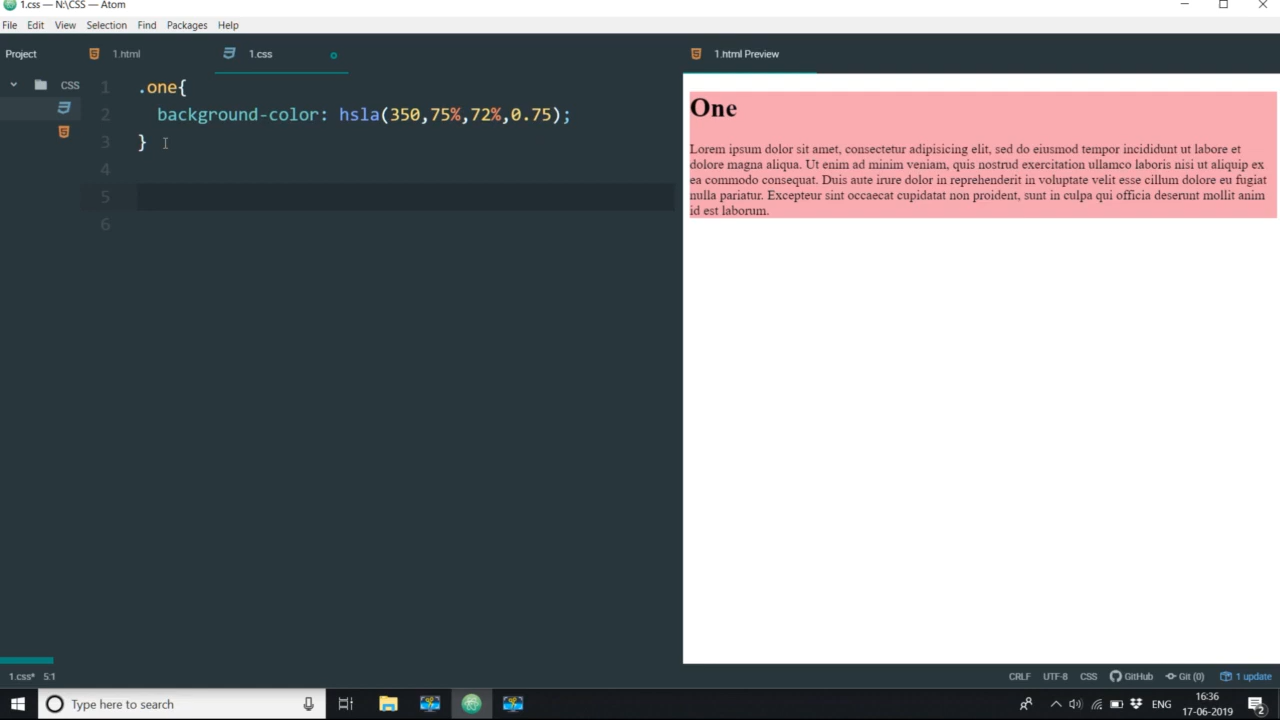 1.css — N:\CSS — Atom
File Edit View Selection Find Packages Help
Project 1.html 1.css 1.html Preview
CSS
1 .one{
2 background-color: hsla(350,75%,72%,0.75);
3 }
4
5
6
One
Lorem ipsum dolor sit amet, consectetur adipisicing elit, sed do eiusmod tempor incididunt ut labore et
dolore magna aliqua. Ut enim ad minim veniam, quis nostrud exercitation ullamco laboris nisi ut aliquip ex
ea commodo consequat. Duis aute irure dolor in reprehenderit in voluptate velit esse cillum dolore eu fugiat
nulla pariatur. Excepteur sint occaecat cupidatat non proident, sunt in culpa qui officia deserunt mollit anim
id est laborum.
1.css* 5:1 CRLF UTF-8 CSS GitHub Git (0) 1 update
Type here to search
ENG
16:36
17-06-2019
2